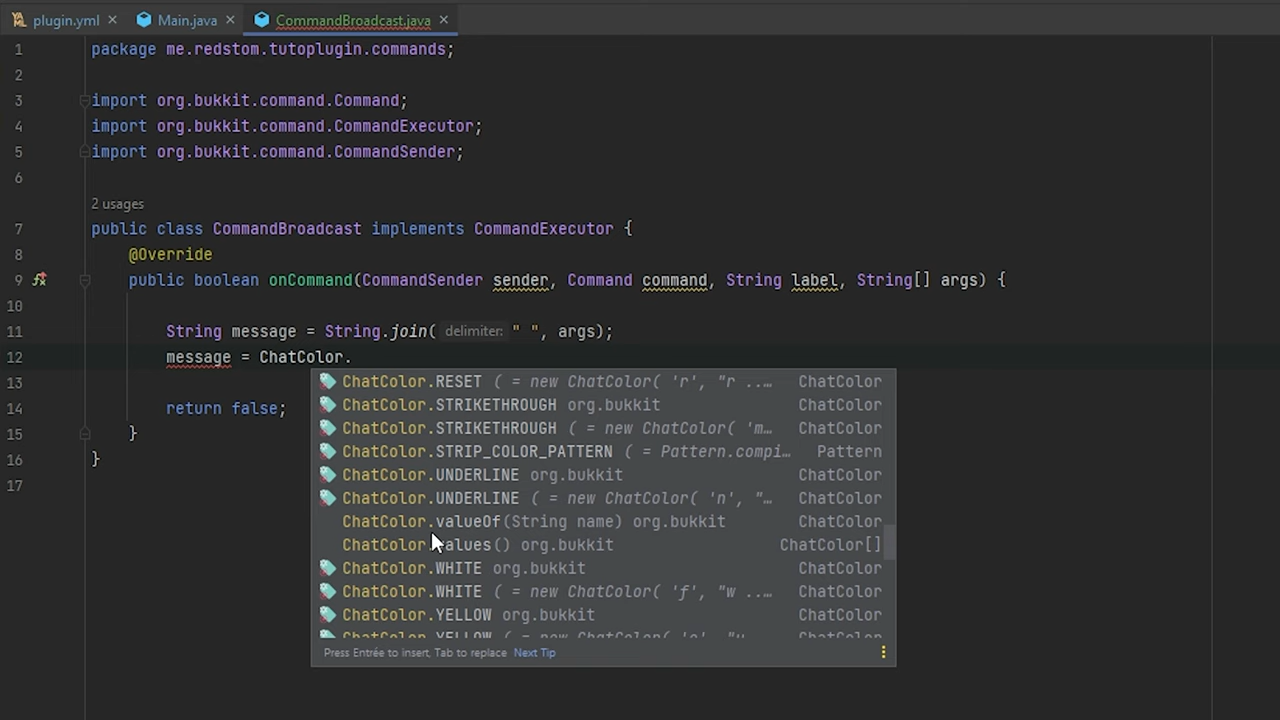 plugin.yml Main.java CommandBroadcast.java
1 package me.redstom.tutoplugin.commands;
2
3 import org.bukkit.command.Command;
4 import org.bukkit.command.CommandExecutor;
5 import org.bukkit.command.CommandSender;
6
2 usages
7 public class CommandBroadcast implements CommandExecutor {
8 @Override
9 public boolean onCommand(CommandSender sender, Command command, String label, String[] args) {
10
11 String message = String.join( delimiter: " ", args);
12 message = ChatColor.
13 ChatColor.RESET ( = new ChatColor( 'r', "r ... ChatColor
ChatColor.STRIKETHROUGH org.bukkit ChatColor
14 return false;
ChatColor.STRIKETHROUGH ( = new ChatColor( 'm... ChatColor
15 }
ChatColor.STRIP_COLOR_PATTERN ( = Pattern.compi... Pattern
16 }
ChatColor.UNDERLINE org.bukkit ChatColor
17
ChatColor.UNDERLINE ( = new ChatColor( 'n', "... ChatColor
ChatColor.valueOf(String name) org.bukkit ChatColor
ChatColor.values() org.bukkit ChatColor[]
ChatColor.WHITE org.bukkit ChatColor
ChatColor.WHITE ( = new ChatColor( 'f', "w ... ChatColor
ChatColor.YELLOW org.bukkit ChatColor
ChatColor.YELLOW ( = new ChatColor( ChatColor
Press Entrée to insert, Tab to replace Next Tip